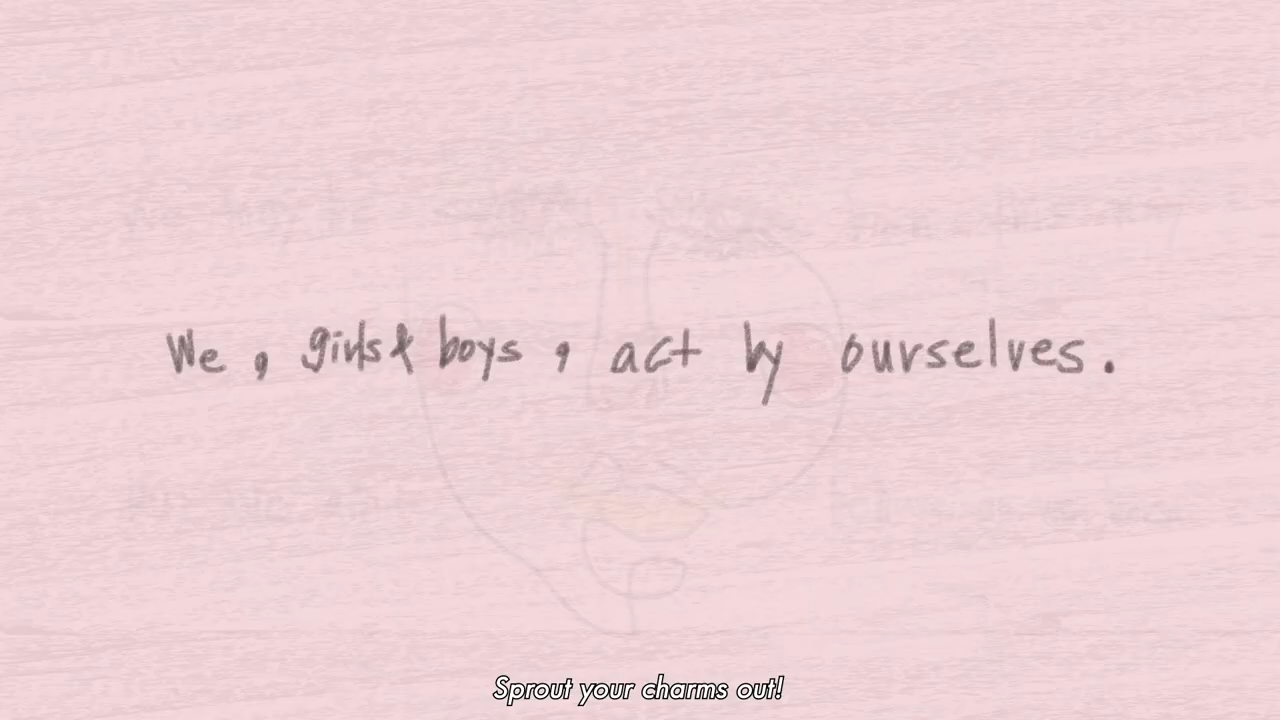 We , girls & boys , act by ourselves .
Sprout your charms out!